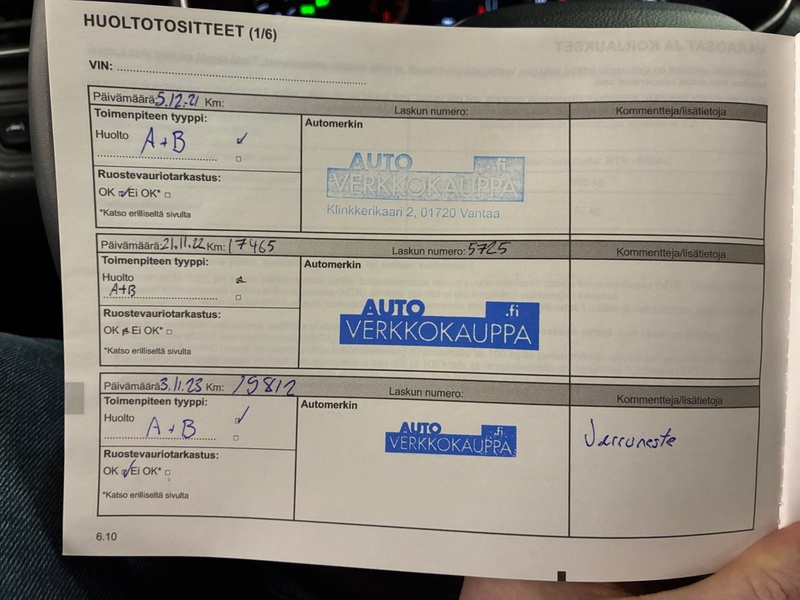 HUOLTOTOSITTEET (1/6)
VIN:
Päivämäärä: 5.12.21 Km: Laskun numero: Kommentteja/lisätietoja
Toimenpiteen tyyppi:
Huolto A+B
Ruostevauriotarkastus:
OK Ei OK*
*Katso erilliseltä sivulta
Automerkin
AUTO .fi
VERKKOKAUPPA
Klinkkerikaari 2, 01720 Vantaa
Päivämäärä: 21.11.22 Km: 17465 Laskun numero: 5725 Kommentteja/lisätietoja
Toimenpiteen tyyppi:
Huolto
A+B
Ruostevauriotarkastus:
OK Ei OK*
*Katso erilliseltä sivulta
Automerkin
AUTO .fi
VERKKOKAUPPA
Päivämäärä: 3.11.23 Km: 19812 Laskun numero: Kommentteja/lisätietoja
Toimenpiteen tyyppi:
Huolto A+B
Ruostevauriotarkastus:
OK Ei OK*
*Katso erilliseltä sivulta
Automerkin
AUTO .fi
VERKKOKAUPPA
Jarruneste
6.10